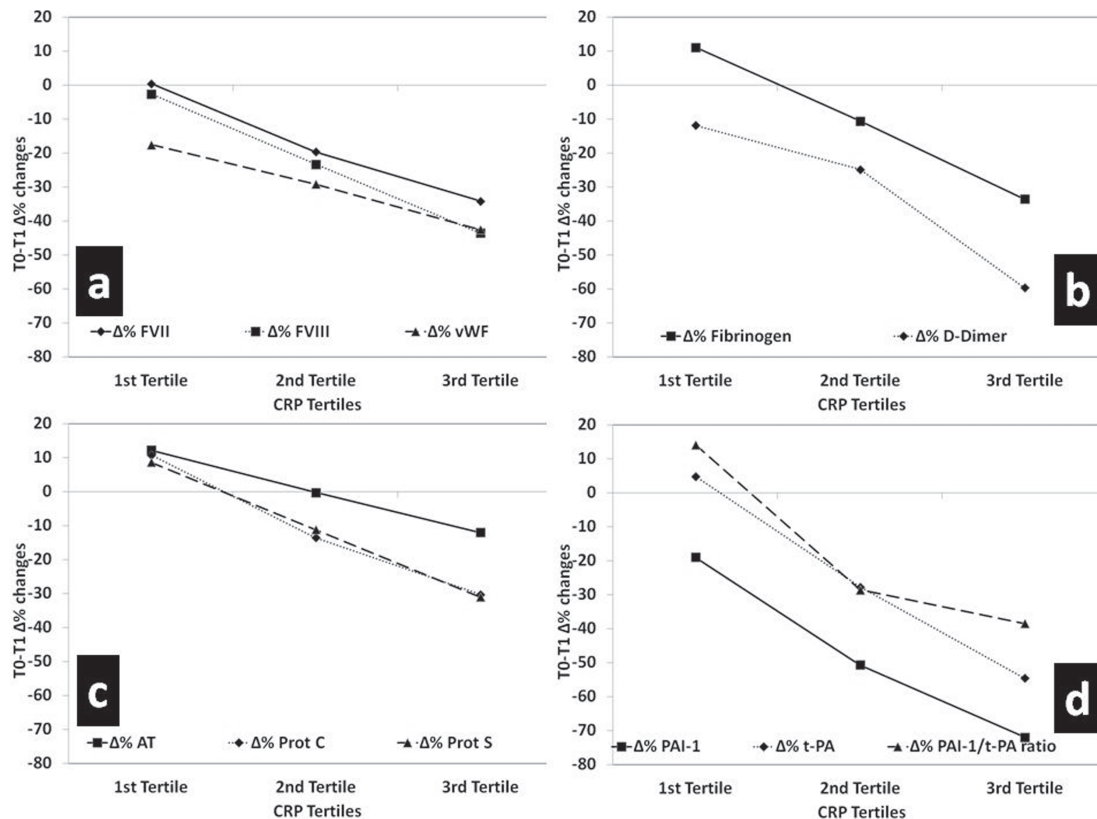 20
10
0
-10
-20
-30
-40
-50
-60
-70
-80
T0-T1 Δ% changes
a
Δ% FVII Δ% FVIII Δ% vWF
1st Tertile 2nd Tertile 3rd Tertile
CRP Tertiles
20
10
0
-10
-20
-30
-40
-50
-60
-70
-80
T0-T1 Δ% changes
b
Δ% Fibrinogen Δ% D-Dimer
1st Tertile 2nd Tertile 3rd Tertile
CRP Tertiles
20
10
0
-10
-20
-30
-40
-50
-60
-70
-80
T0-T1 Δ% changes
c
Δ% AT Δ% Prot C Δ% Prot S
1st Tertile 2nd Tertile 3rd Tertile
CRP Tertiles
20
10
0
-10
-20
-30
-40
-50
-60
-70
-80
T0-T1 Δ% changes
d
Δ% PAI-1 Δ% t-PA Δ% PAI-1/t-PA ratio
1st Tertile 2nd Tertile 3rd Tertile
CRP Tertiles